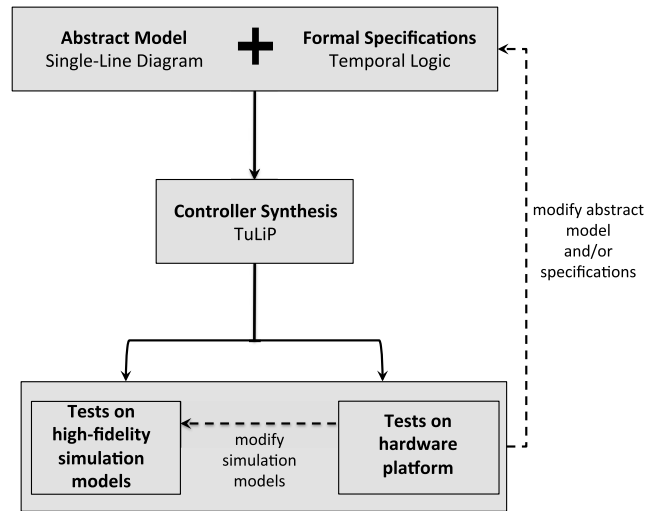 Abstract Model
Single-Line Diagram
+
Formal Specifications
Temporal Logic
modify abstract
model
and/or
specifications
Controller Synthesis
TuLiP
Tests on
high-fidelity
simulation
models
modify
simulation
models
Tests on
hardware
platform